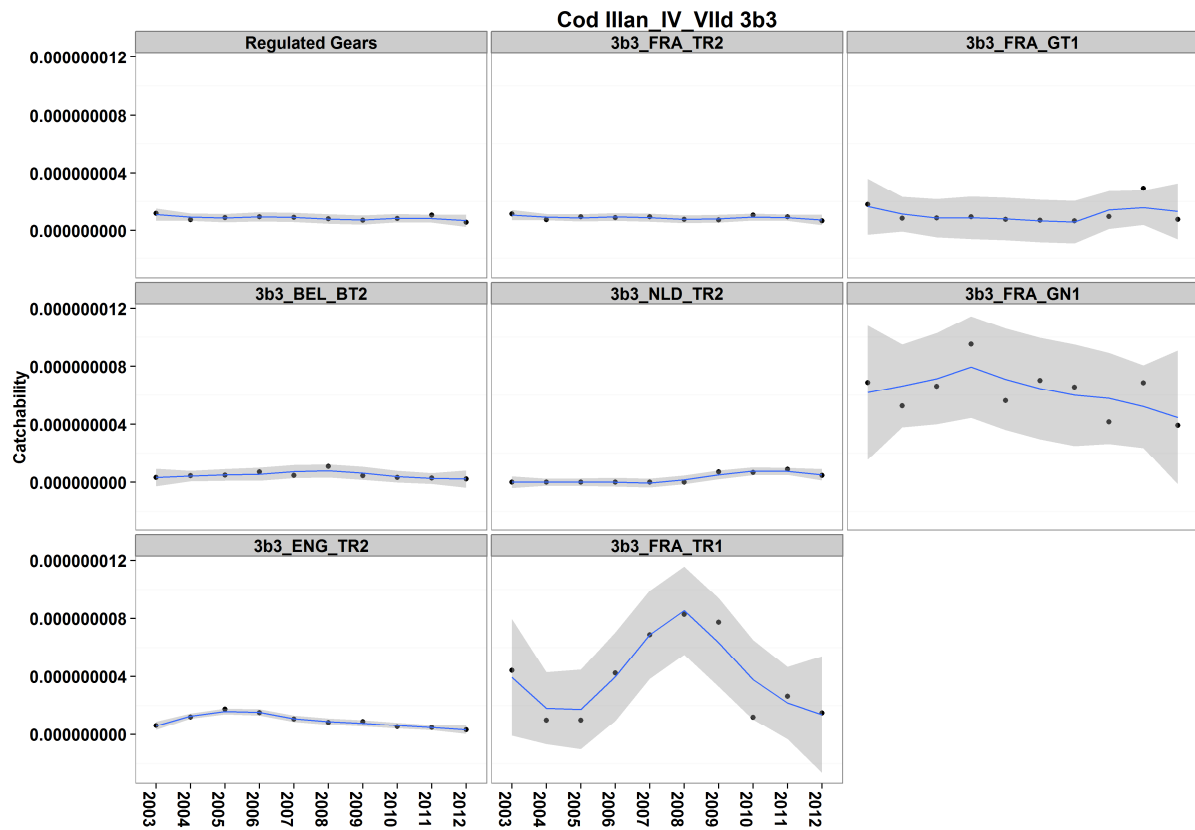 Cod IIIan_IV_VIId 3b3
Regulated Gears
3b3_FRA_TR2
3b3_FRA_GT1
0.000000012
0.000000008
0.000000004
0.000000000
3b3_BEL_BT2
3b3_NLD_TR2
3b3_FRA_GN1
0.000000012
0.000000008
0.000000004
0.000000000
Catchability
3b3_ENG_TR2
3b3_FRA_TR1
0.000000012
0.000000008
0.000000004
0.000000000
2003 2004 2005 2006 2007 2008 2009 2010 2011 2012
2003 2004 2005 2006 2007 2008 2009 2010 2011 2012